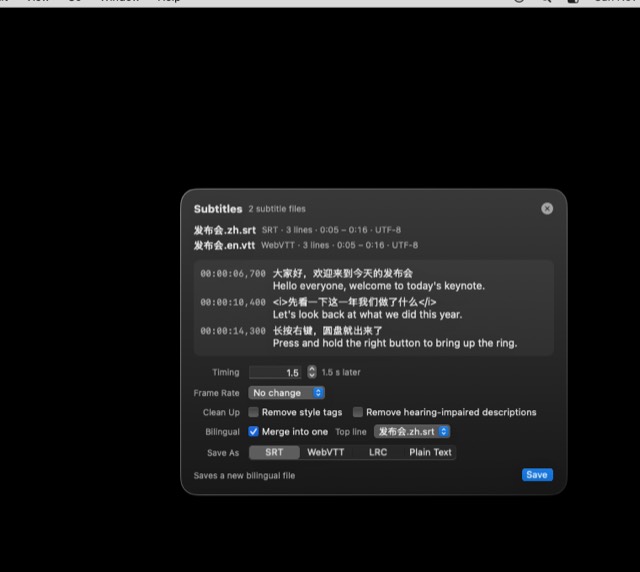 Subtitles 2 subtitle files
发布会.zh.srt SRT · 3 lines · 0:05 – 0:16 · UTF-8
发布会.en.vtt WebVTT · 3 lines · 0:05 – 0:16 · UTF-8
00:00:06,700 大家好，欢迎来到今天的发布会
Hello everyone, welcome to today's keynote.
00:00:10,400 <i>先看一下这一年我们做了什么</i>
Let's look back at what we did this year.
00:00:14,300 长按右键，圆盘就出来了
Press and hold the right button to bring up the ring.
Timing 1.5 1.5 s later
Frame Rate No change
Clean Up Remove style tags Remove hearing-impaired descriptions
Bilingual Merge into one Top line 发布会.zh.srt
Save As SRT WebVTT LRC Plain Text
Saves a new bilingual file Save